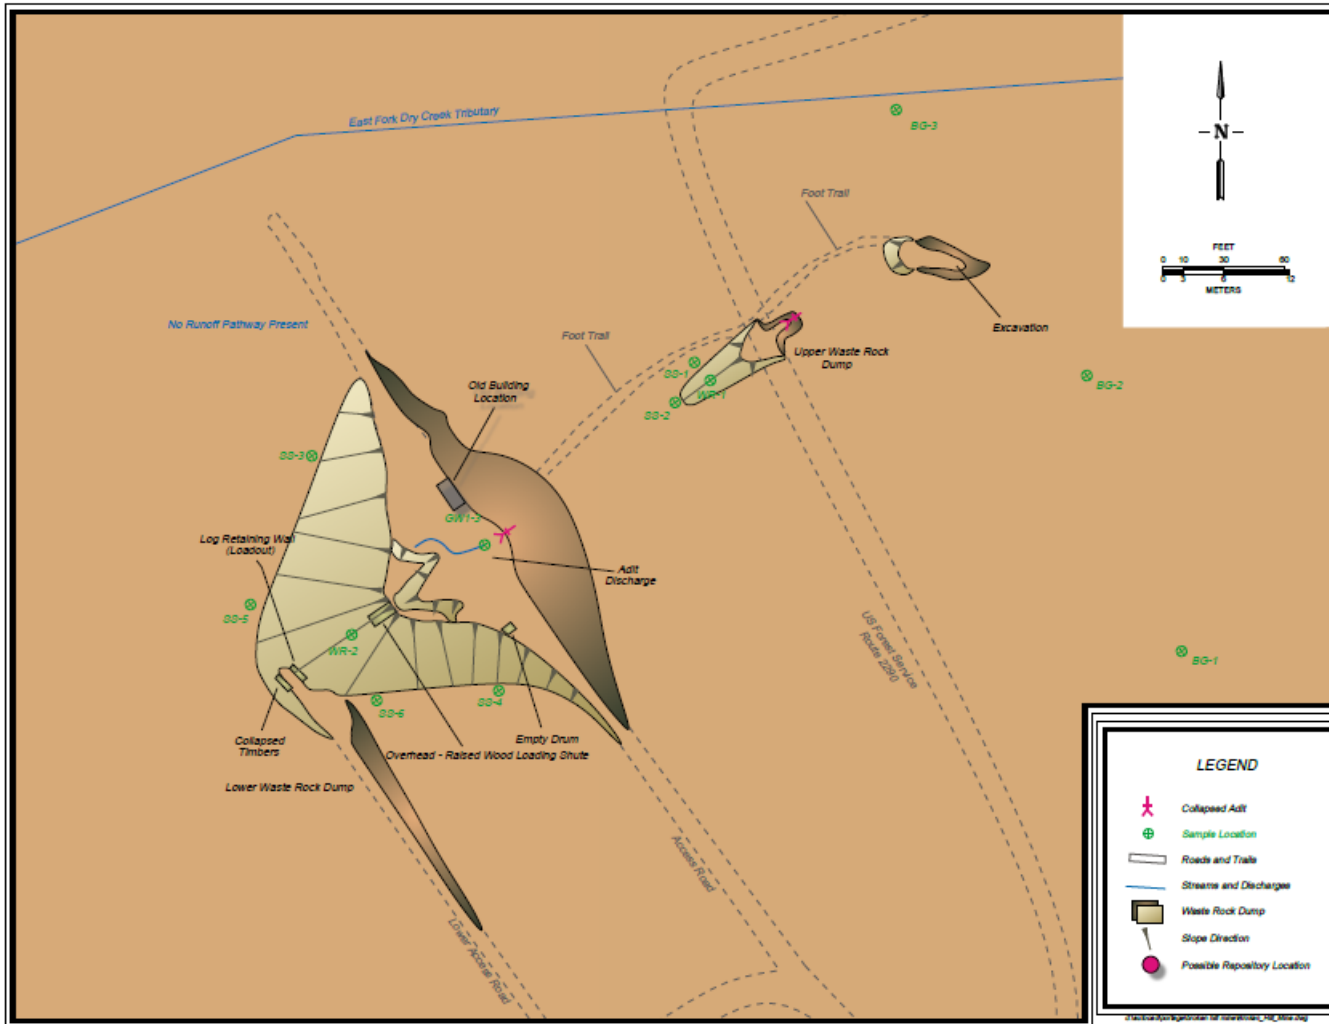 East Fork Dry Creek Tributary
BG-3
N
FEET
0 10 30 60
0 3 6 12
METERS
Foot Trail
Excavation
No Runoff Pathway Present
Foot Trail
Upper Waste Rock
Dump
SS-1
WR-1
SS-2
BG-2
Old Building
Location
SS-3
GW1-3
Log Retaining Wall
(Loadout)
Adit
Discharge
SS-5
WR-2
US Forest Service
Route 2290
BG-1
SS-4
SS-6
Collapsed
Timbers
Empty Drum
Overhead - Raised Wood Loading Shute
Lower Waste Rock Dump
Access Road
Lower Access Road
LEGEND
Collapsed Adit
Sample Location
Roads and Trails
Streams and Discharges
Waste Rock Dump
Slope Direction
Possible Repository Location